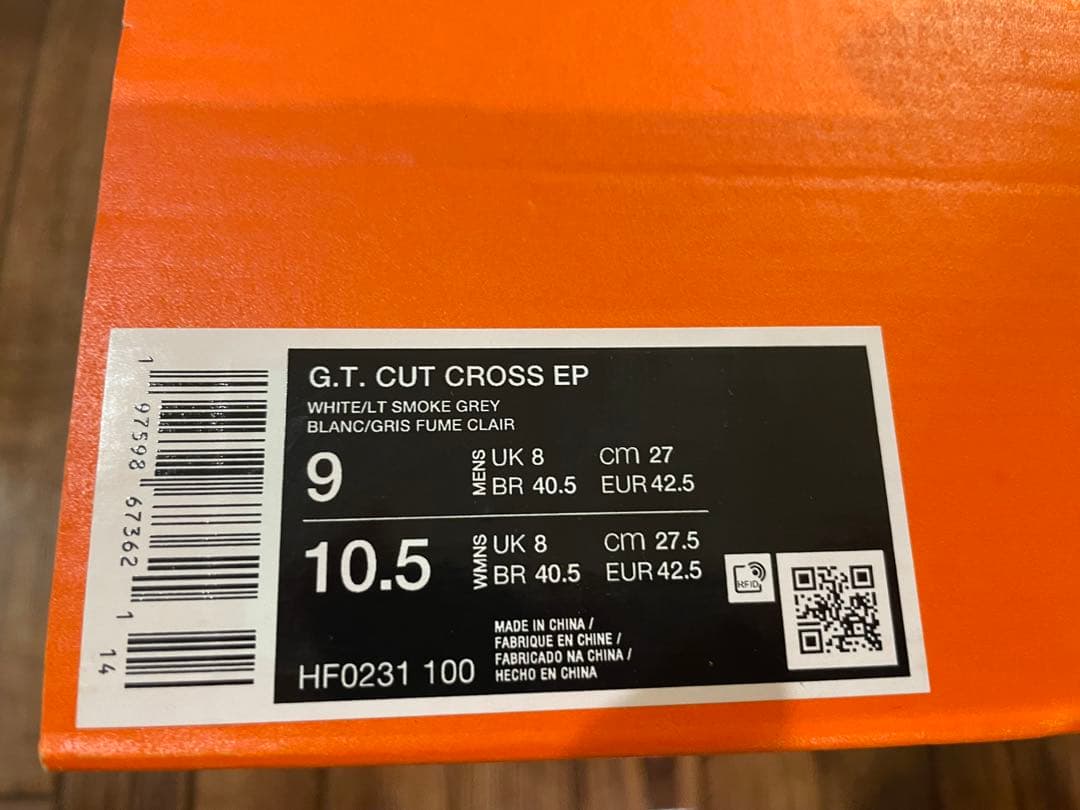 G.T. CUT CROSS EP
WHITE/LT SMOKE GREY
BLANC/GRIS FUME CLAIR
9
MENS
UK 8 cm 27
BR 40.5 EUR 42.5
10.5
WMNS
UK 8 cm 27.5
BR 40.5 EUR 42.5
RFID
MADE IN CHINA /
FABRIQUE EN CHINE /
FABRICADO NA CHINA /
HECHO EN CHINA
HF0231 100
1 97598 67362 1 14